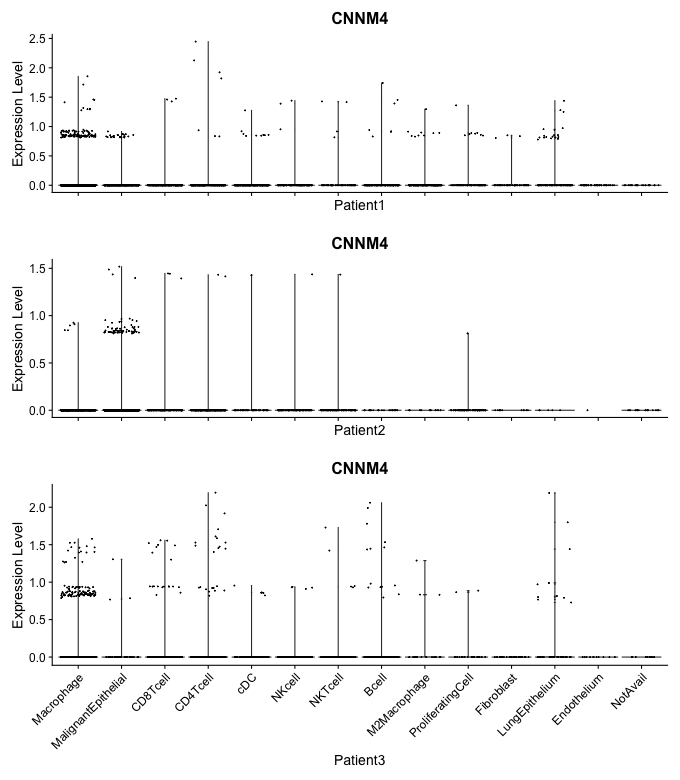 CNNM4
Expression Level
2.5
2.0
1.5
1.0
0.5
0.0
Patient1
CNNM4
Expression Level
1.5
1.0
0.5
0.0
Patient2
CNNM4
Expression Level
2.0
1.5
1.0
0.5
0.0
Macrophage
MalignantEpithelial
CD8Tcell
CD4Tcell
cDC
NKcell
NKTcell
Bcell
M2Macrophage
ProliferatingCell
Fibroblast
LungEpithelium
Endothelium
NotAvail
Patient3